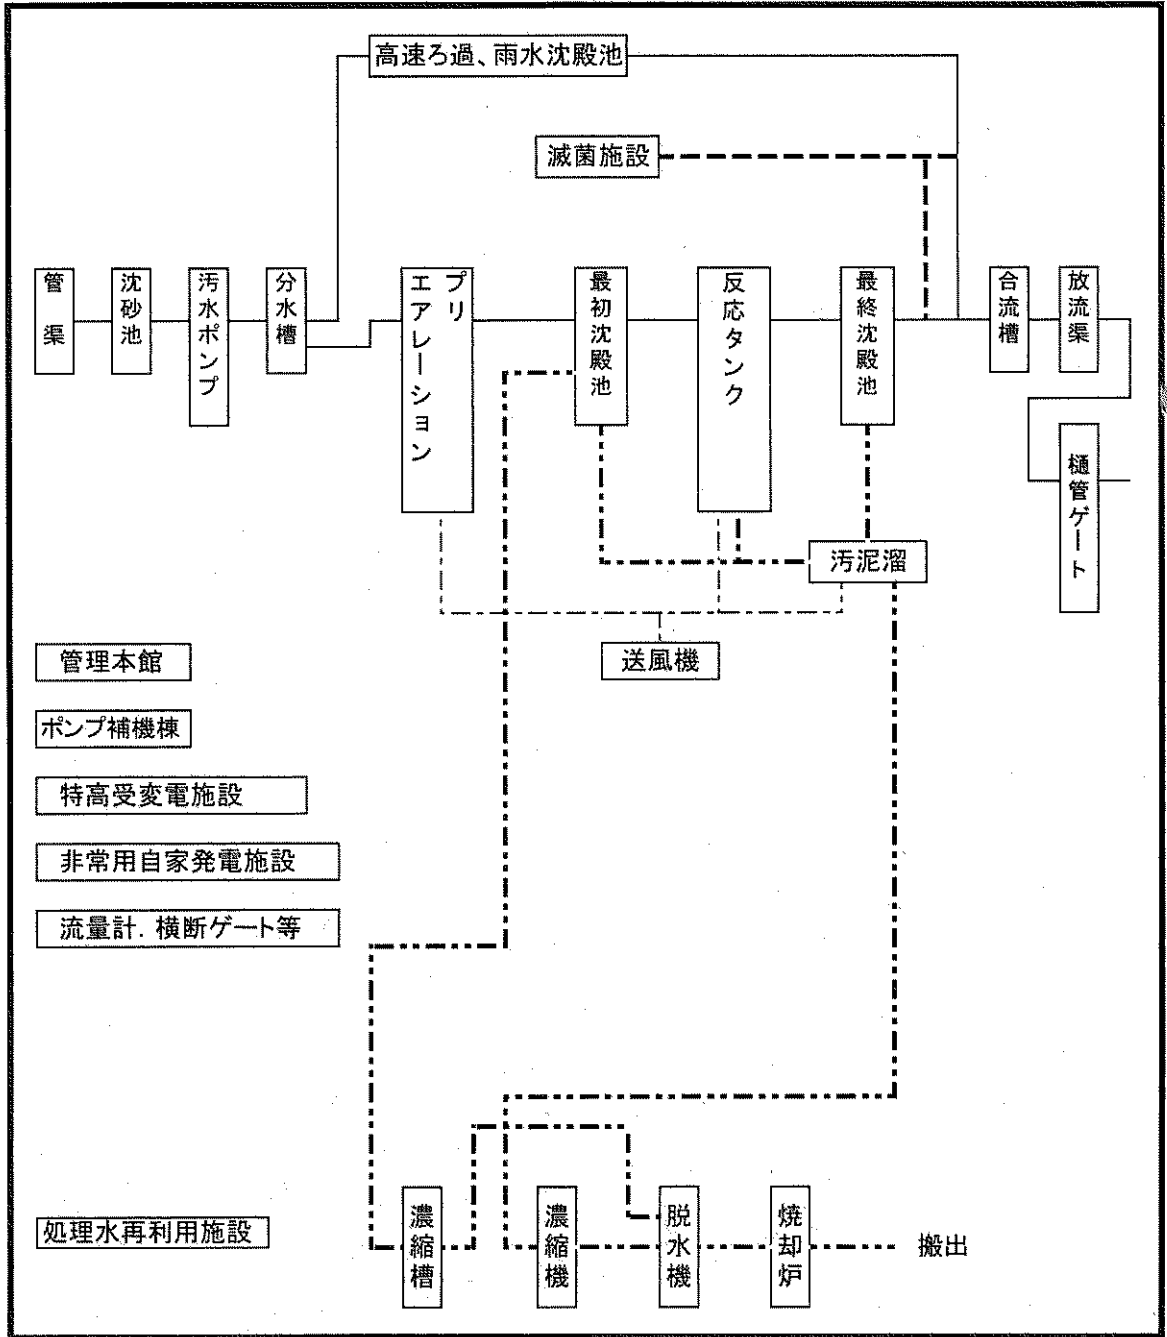 高速ろ過、雨水沈殿池
滅菌施設
管渠
沈砂池
汚水ポンプ
分水槽
プリ
エアレーション
最初沈殿池
反応タンク
最終沈殿池
合流槽
放流渠
樋管ゲート
汚泥溜
送風機
管理本館
ポンプ補機棟
特高受変電施設
非常用自家発電施設
流量計. 横断ゲート等
処理水再利用施設
濃縮槽
濃縮機
脱水機
焼却炉
搬出